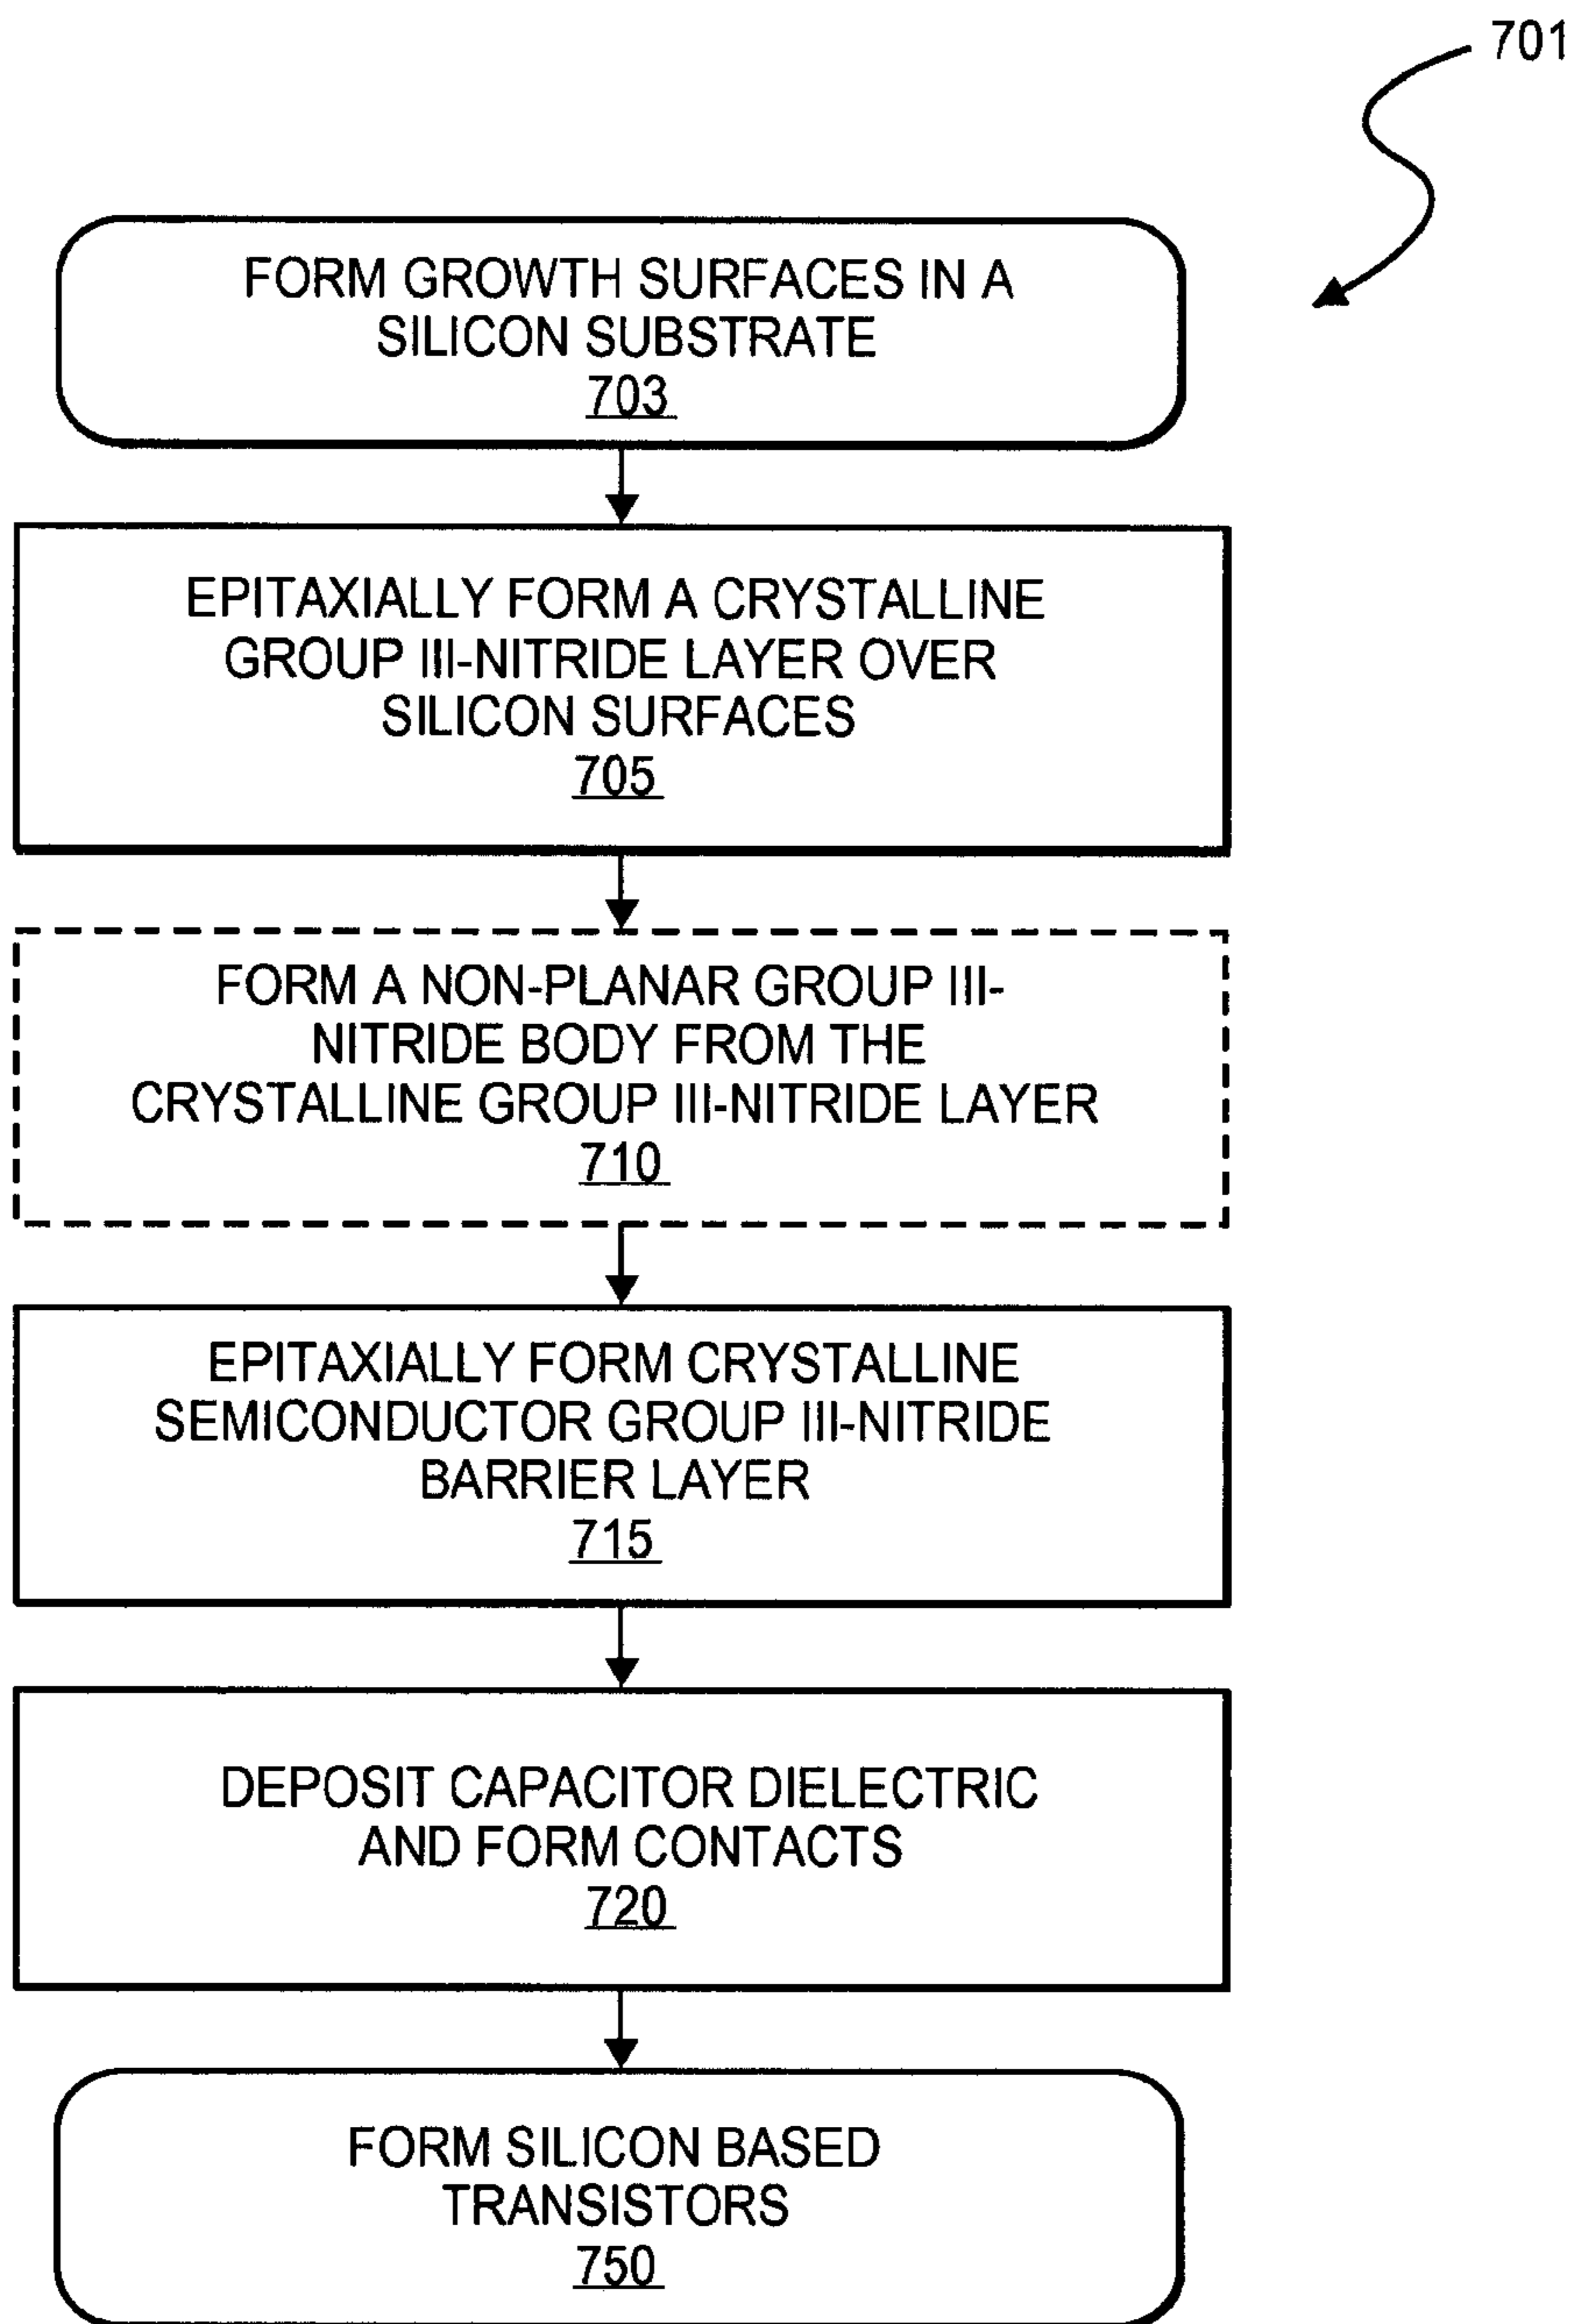 701
FORM GROWTH SURFACES IN A
SILICON SUBSTRATE
703
EPITAXIALLY FORM A CRYSTALLINE
GROUP III-NITRIDE LAYER OVER
SILICON SURFACES
705
FORM A NON-PLANAR GROUP III-
NITRIDE BODY FROM THE
CRYSTALLINE GROUP III-NITRIDE LAYER
710
EPITAXIALLY FORM CRYSTALLINE
SEMICONDUCTOR GROUP III-NITRIDE
BARRIER LAYER
715
DEPOSIT CAPACITOR DIELECTRIC
AND FORM CONTACTS
720
FORM SILICON BASED
TRANSISTORS
750